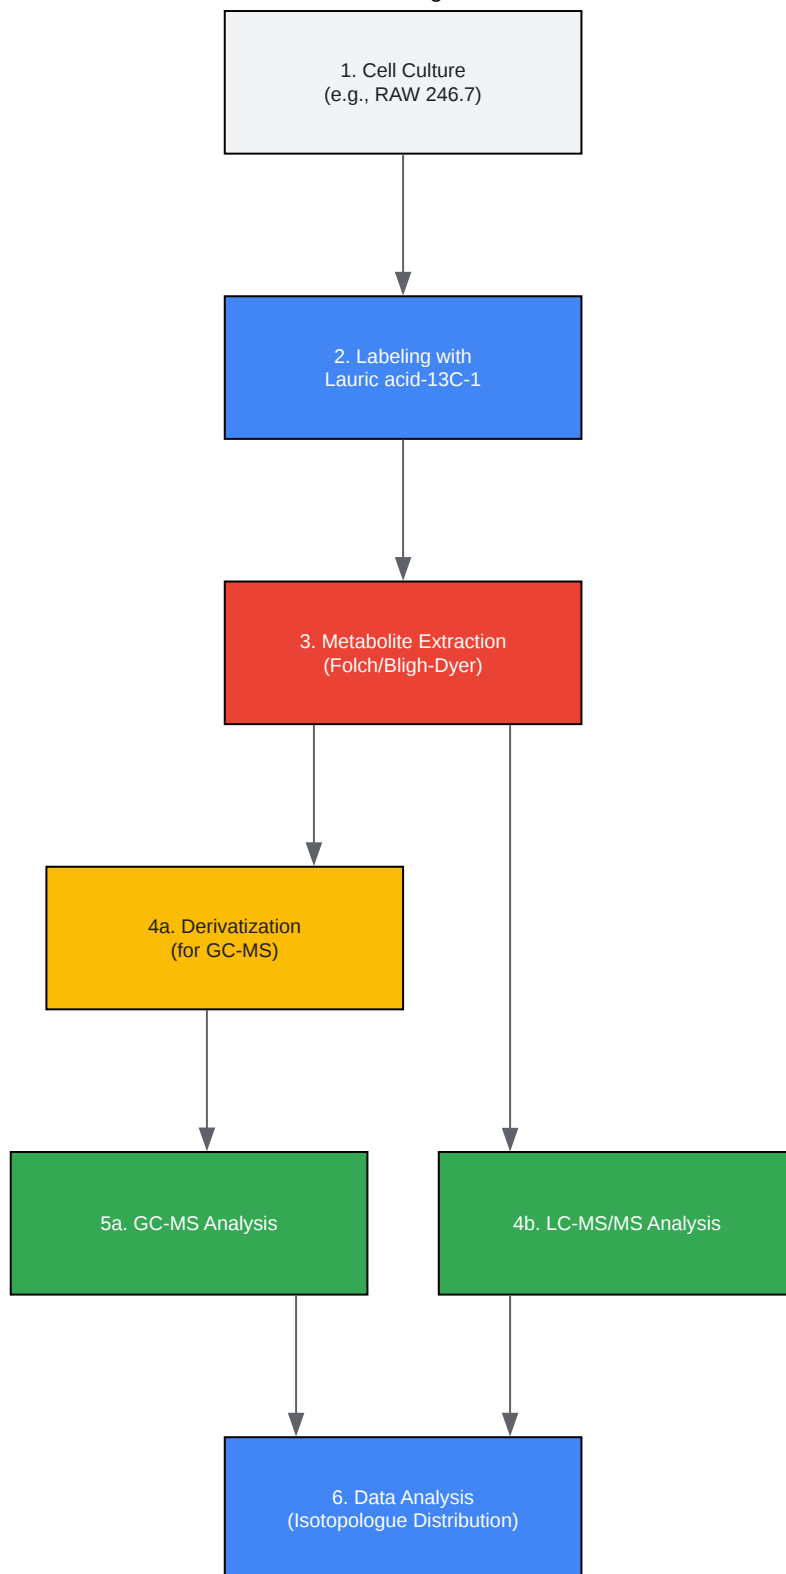 1. Cell Culture
(e.g., RAW 246.7)
2. Labeling with
Lauric acid-13C-1
3. Metabolite Extraction
(Folch/Bligh-Dyer)
4a. Derivatization
(for GC-MS)
5a. GC-MS Analysis
4b. LC-MS/MS Analysis
6. Data Analysis
(Isotopologue Distribution)